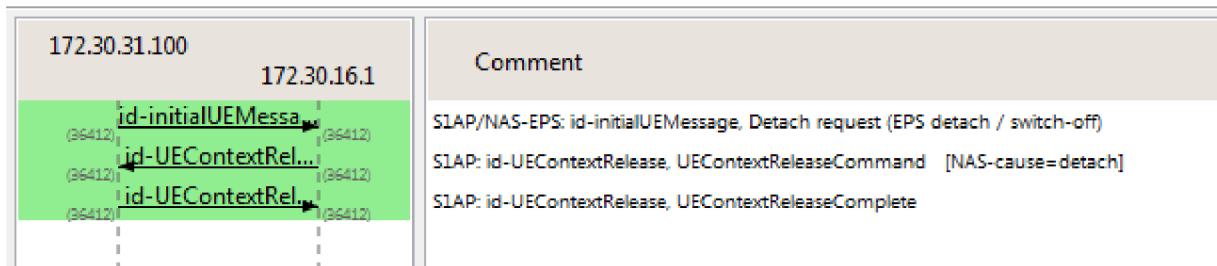 172.30.31.100
172.30.16.1
Comment
id-initialUEMessa...
(36412) (36412)
S1AP/NAS-EPS: id-initialUEMessage, Detach request (EPS detach / switch-off)
id-UEContextRel...
(36412) (36412)
S1AP: id-UEContextRelease, UEContextReleaseCommand [NAS-cause=detach]
id-UEContextRel...
(36412) (36412)
S1AP: id-UEContextRelease, UEContextReleaseComplete